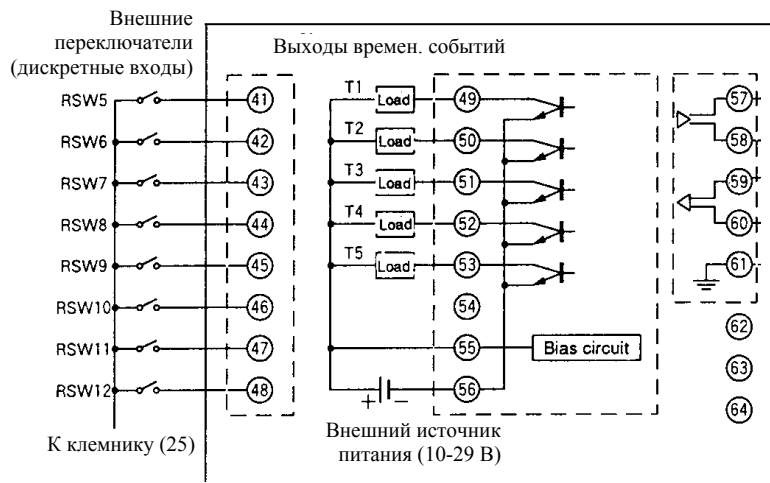 Внешние
переключатели
(дискретные входы)
Выходы времен. событий
RSW5
41
T1
Load
49
57
RSW6
42
T2
Load
50
58
RSW7
43
T3
Load
51
59
RSW8
44
T4
Load
52
60
RSW9
45
T5
Load
53
61
RSW10
46
54
62
RSW11
47
55
Bias circuit
63
RSW12
48
+
–
56
64
К клемнику (25)
Внешний источник
питания (10-29 В)